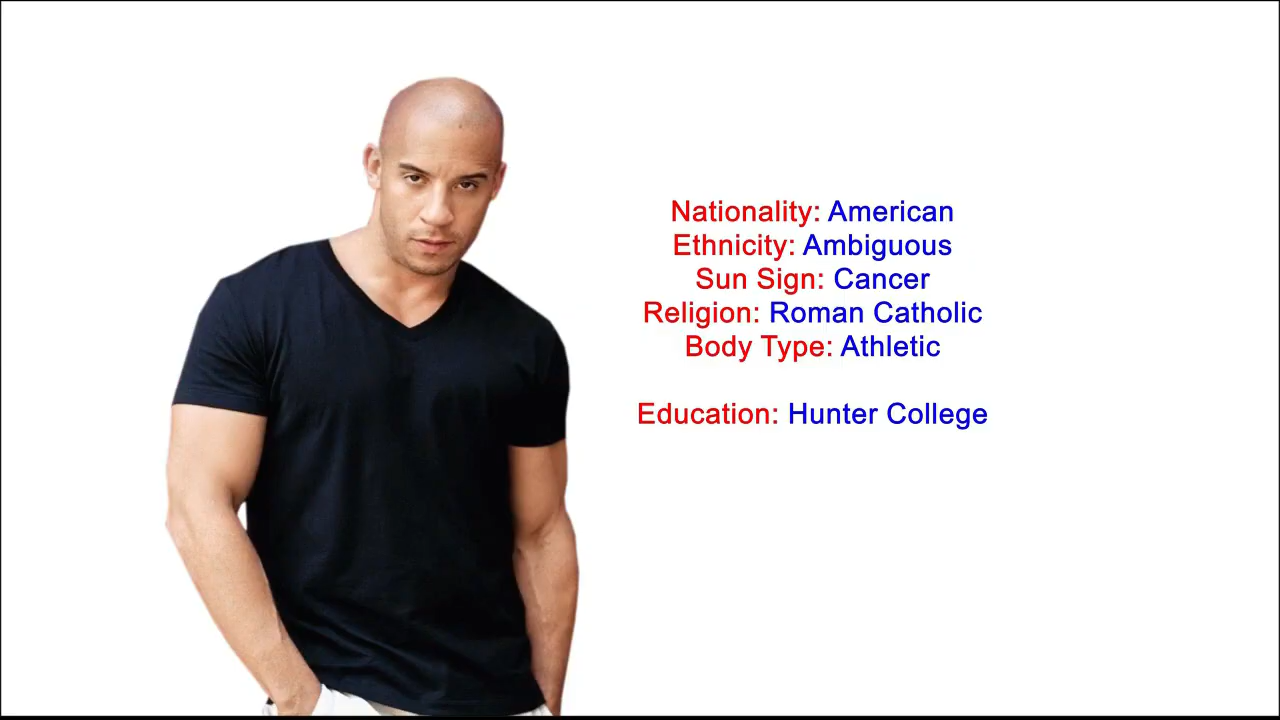 Nationality: American
Ethnicity: Ambiguous
Sun Sign: Cancer
Religion: Roman Catholic
Body Type: Athletic
Education: Hunter College